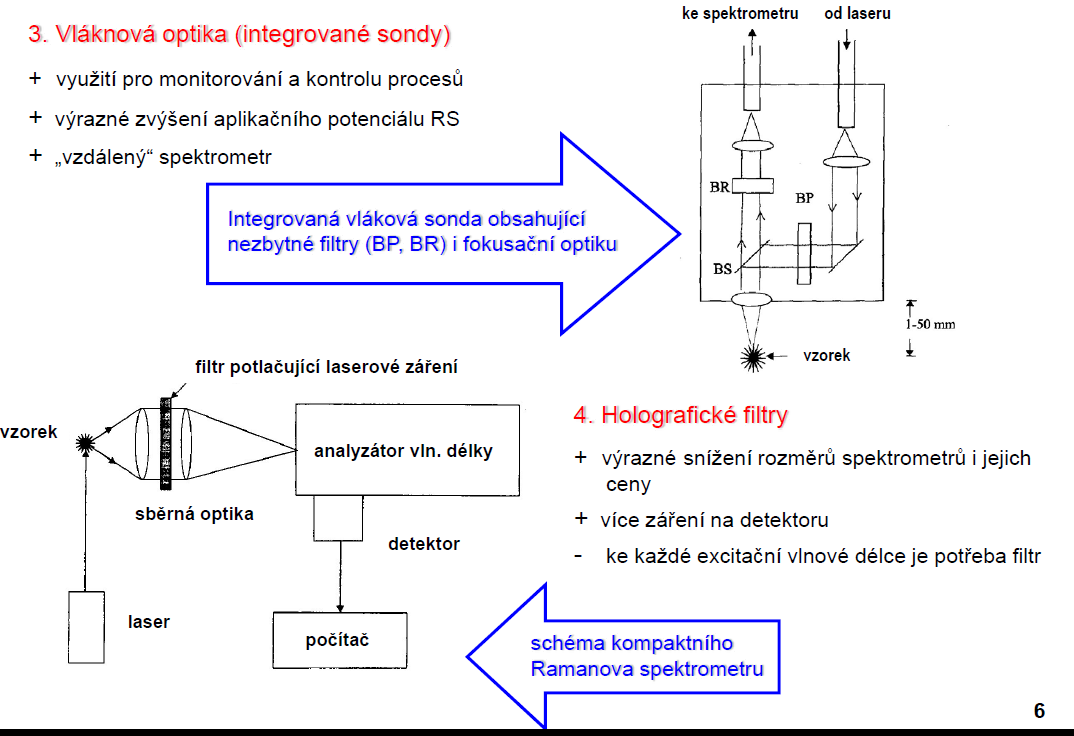 3. Vláknová optika (integrované sondy)
+ využití pro monitorování a kontrolu procesů
+ výrazné zvýšení aplikačního potenciálu RS
+ „vzdálený“ spektrometr
Integrovaná vláková sonda obsahující
nezbytné filtry (BP, BR) i fokusační optiku
ke spektrometru
od laseru
BR
BP
BS
1-50 mm
vzorek
filtr potlačující laserové záření
vzorek
analyzátor vln. délky
sběrná optika
detektor
laser
počítač
4. Holografické filtry
+ výrazné snížení rozměrů spektrometrů i jejich
ceny
+ více záření na detektoru
- ke každé excitační vlnové délce je potřeba filtr
schéma kompaktního
Ramanova spektrometru
6